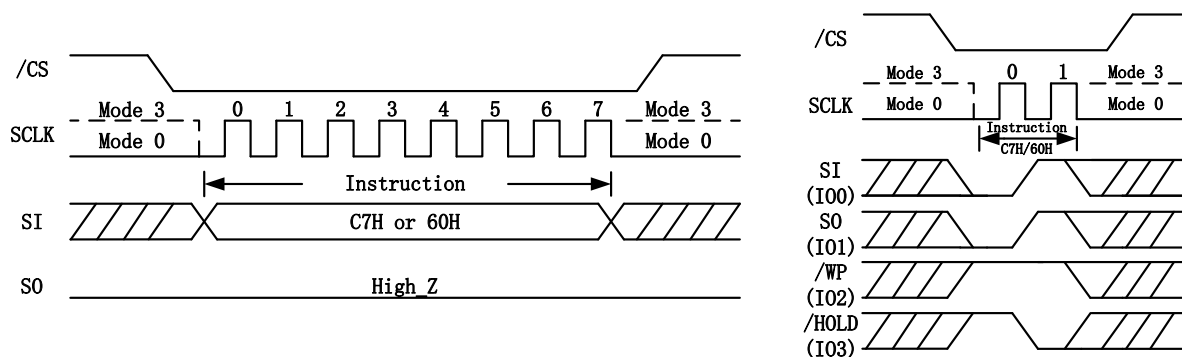 /CS
Mode 3 0 1 2 3 4 5 6 7 Mode 3
SCLK
Mode 0 Mode 0
Instruction
SI C7H or 60H
SO High_Z
/CS
Mode 3 0 1 Mode 3
SCLK Mode 0 Mode 0
Instruction
C7H/60H
SI
(IO0)
SO
(IO1)
/WP
(IO2)
/HOLD
(IO3)